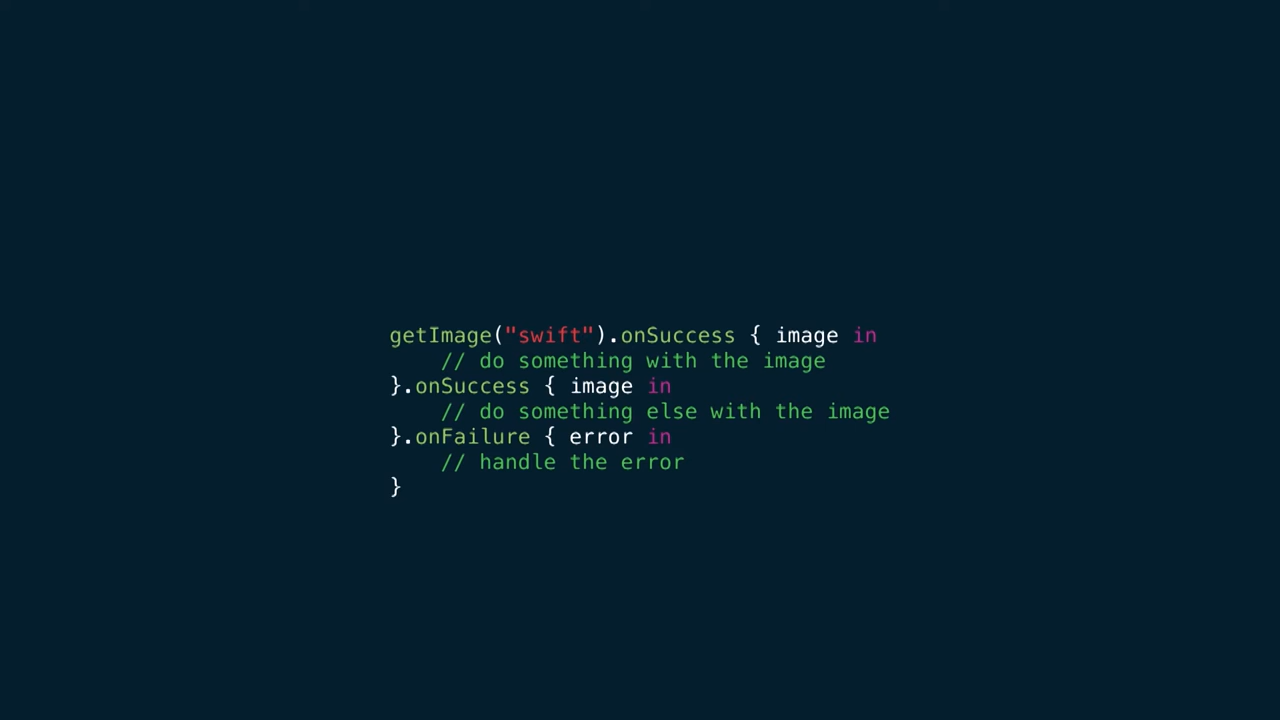 getImage("swift").onSuccess { image in
    // do something with the image
}.onSuccess { image in
    // do something else with the image
}.onFailure { error in
    // handle the error
}